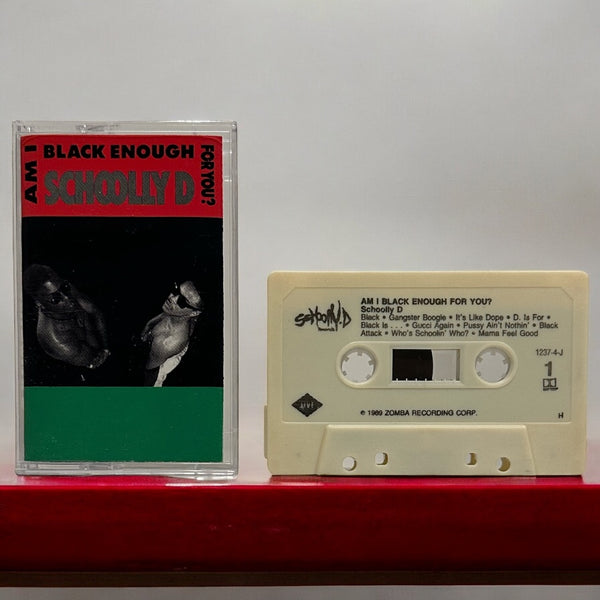 AM I BLACK ENOUGH FOR YOU?
SCHOOLLY D
AM I BLACK ENOUGH FOR YOU?
Schoolly D
Black • Gangster Boogie • It's Like Dope • D. Is For •
Black Is . . . • Gucci Again • Pussy Ain't Nothin' • Black
Attack • Who's Schoolin' Who? • Mama Feel Good
SCHOOLLY D
1237-4-J
1
JIVE
℗ 1989 ZOMBA RECORDING CORP.
H